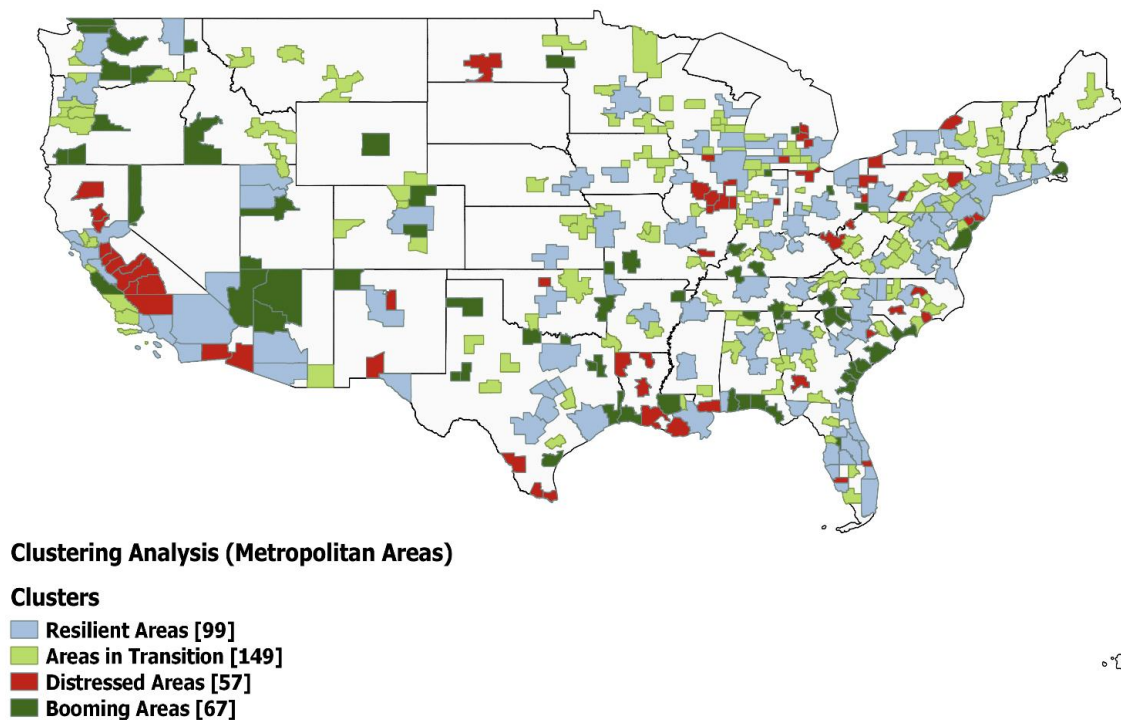 Clustering Analysis (Metropolitan Areas)
Clusters
Resilient Areas [99]
Areas in Transition [149]
Distressed Areas [57]
Booming Areas [67]